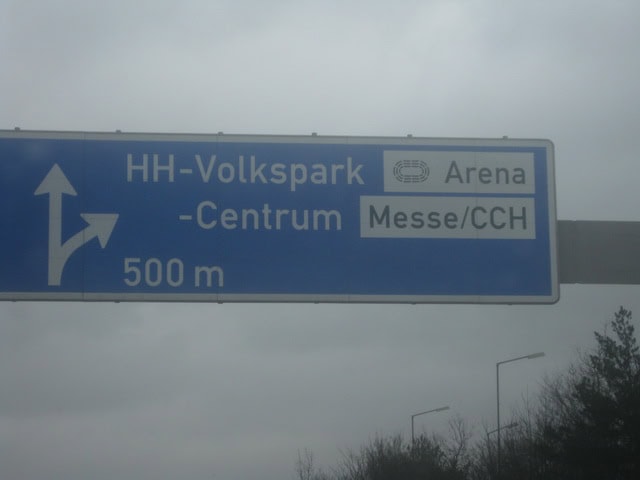 HH-Volkspark Arena
-Centrum Messe/CCH
500 m